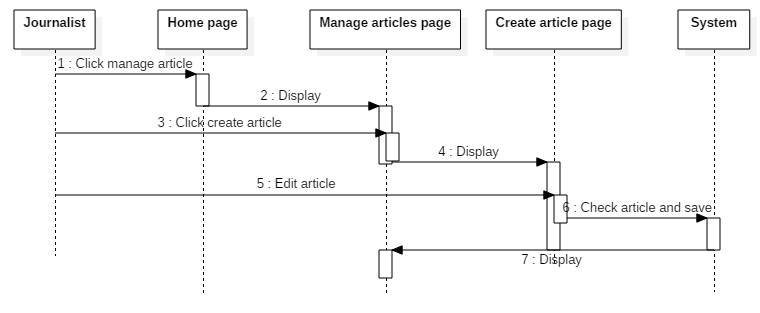 Journalist
Home page
Manage articles page
Create article page
System
1 : Click manage article
2 : Display
3 : Click create article
4 : Display
5 : Edit article
6 : Check article and save
7 : Display